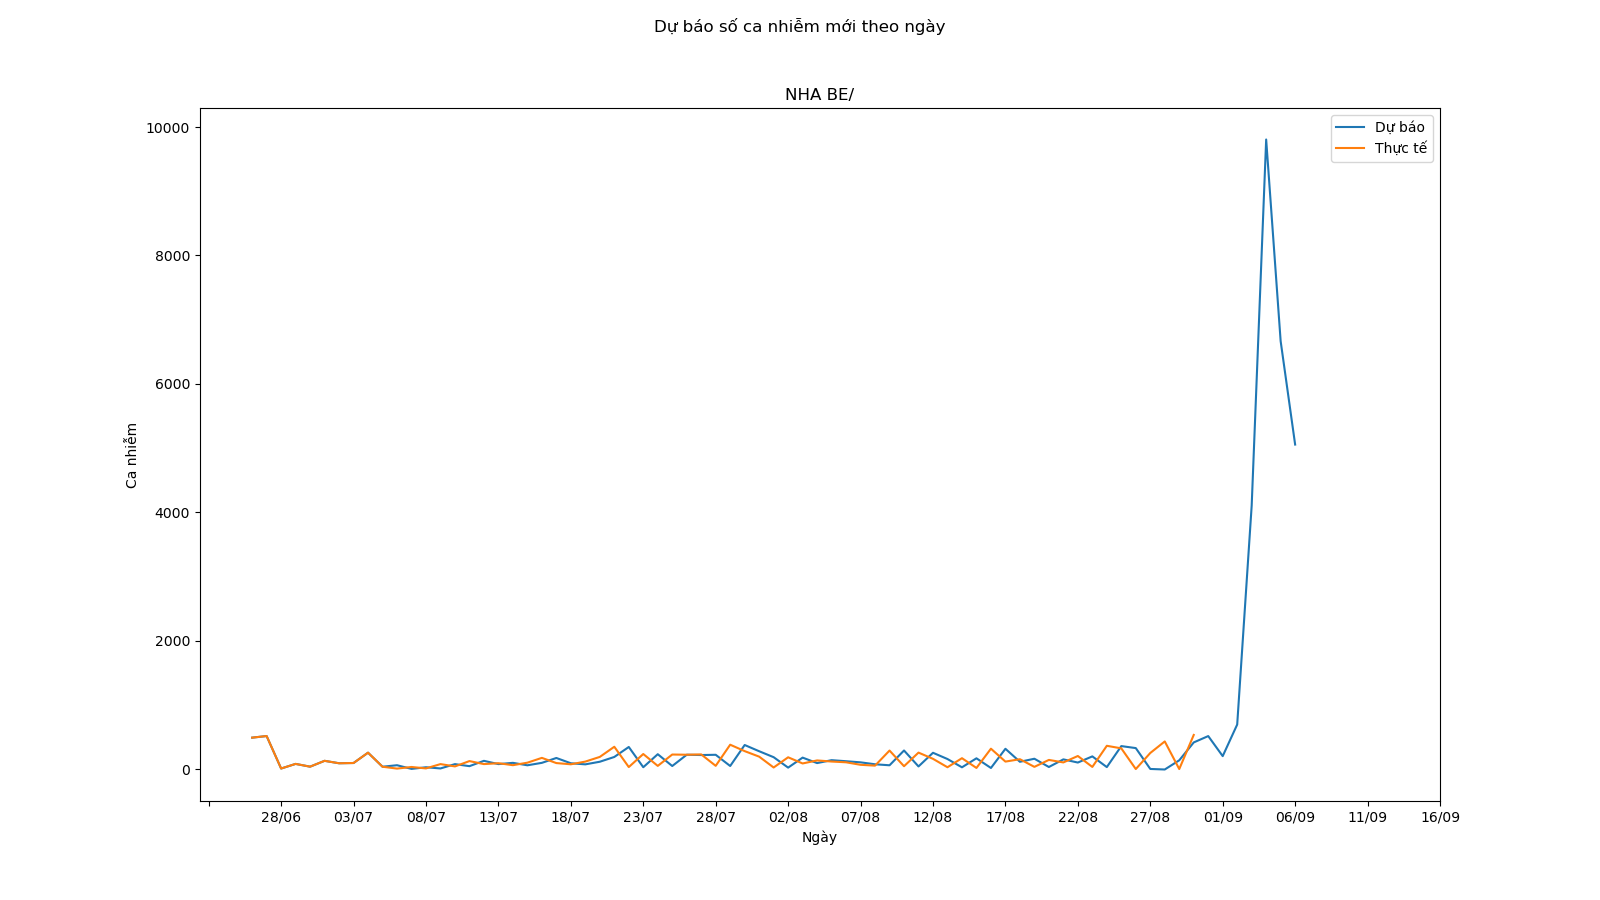 Dự báo số ca nhiễm mới theo ngày
NHA BE/
Dự báo
Thực tế
10000
8000
6000
4000
2000
0
Ca nhiễm
28/06 03/07 08/07 13/07 18/07 23/07 28/07 02/08 07/08 12/08 17/08 22/08 27/08 01/09 06/09 11/09 16/09
Ngày